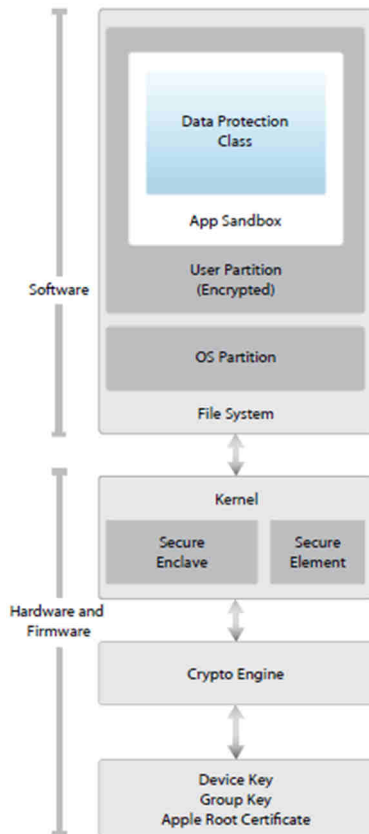 Data Protection
Class
App Sandbox
User Partition
(Encrypted)
Software
OS Partition
File System
Kernel
Secure
Enclave
Secure
Element
Hardware and
Firmware
Crypto Engine
Device Key
Group Key
Apple Root Certificate